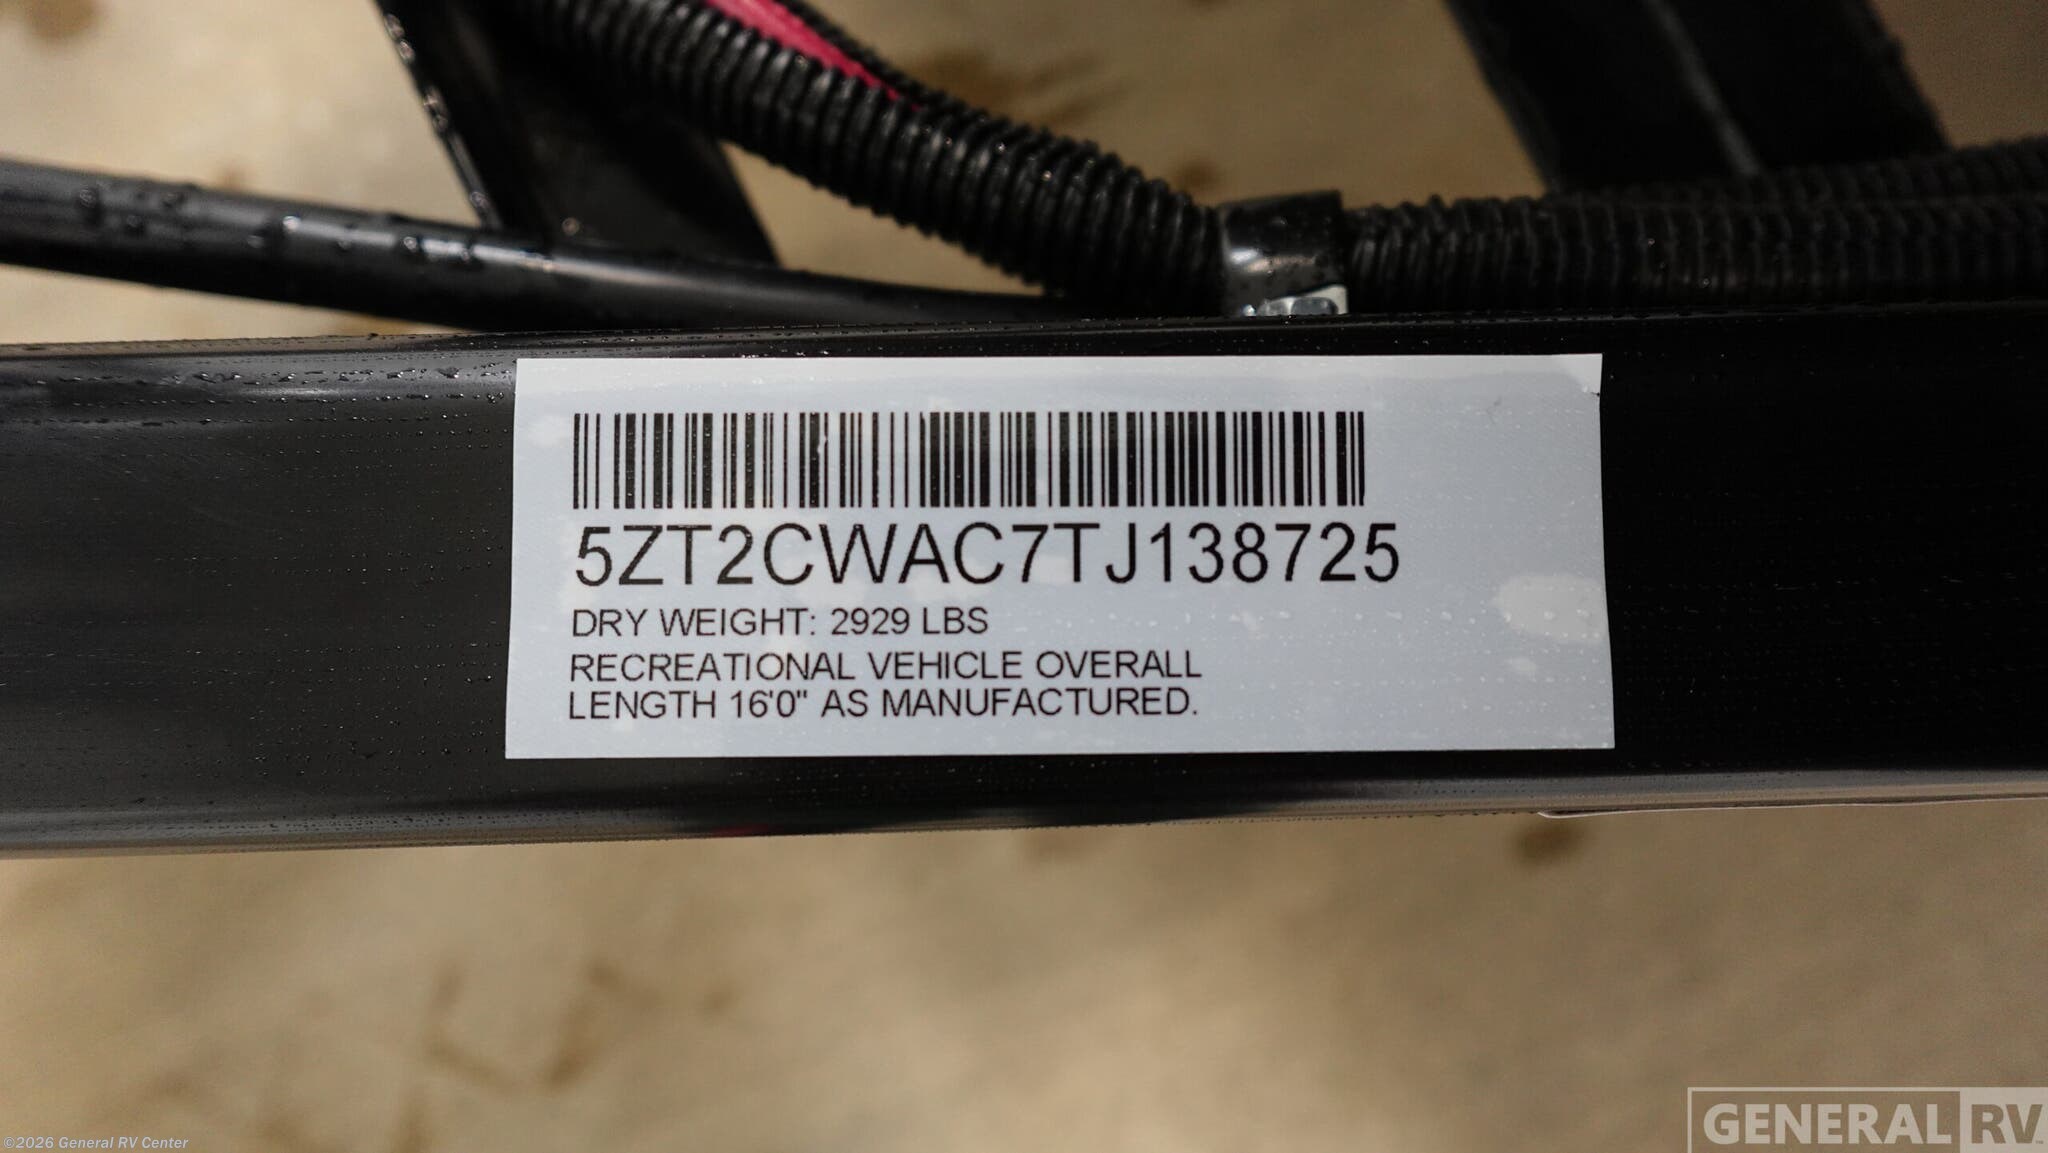 5ZT2CWAC7TJ138725
DRY WEIGHT: 2929 LBS
RECREATIONAL VEHICLE OVERALL
LENGTH 16'0" AS MANUFACTURED.
©2026 General RV Center
GENERAL RV